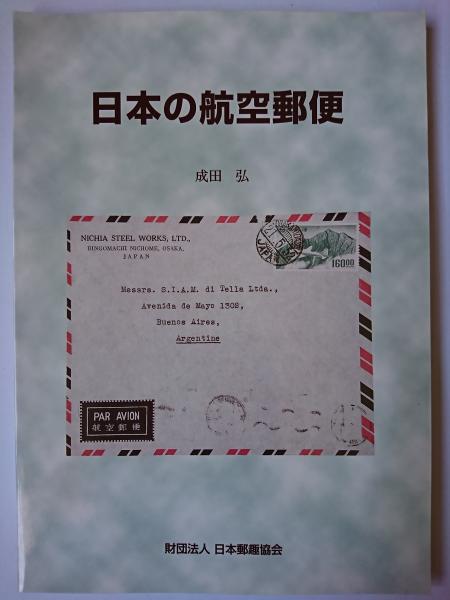 日本の航空郵便
成田 弘
NICHIA STEEL WORKS, LTD.,
BINGOMACHI NICHOME, OSAKA,
JAPAN
JAPAN
160.00
Messrs. S.I.A.M. di Tella Ltda.,
Avenida de Mayo 1302,
Buenos Aires,
Argentine
PAR AVION
航空郵便
財団法人 日本郵趣協会